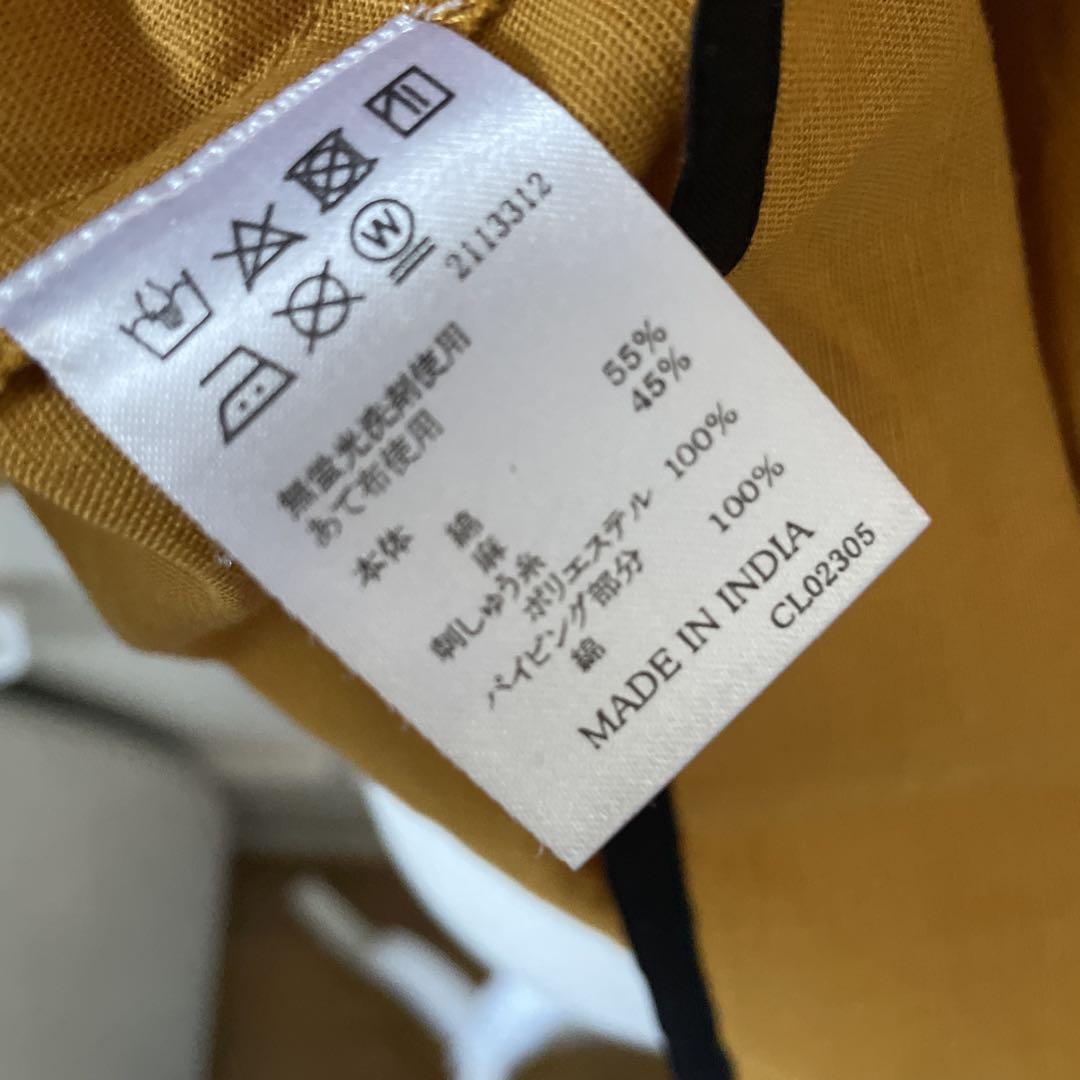 W
2113312
無蛍光洗剤使用
あて布使用
本体 綿 55%
麻 45%
刺しゅう糸
ポリエステル 100%
パイピング部分
綿 100%
MADE IN INDIA
CL02305